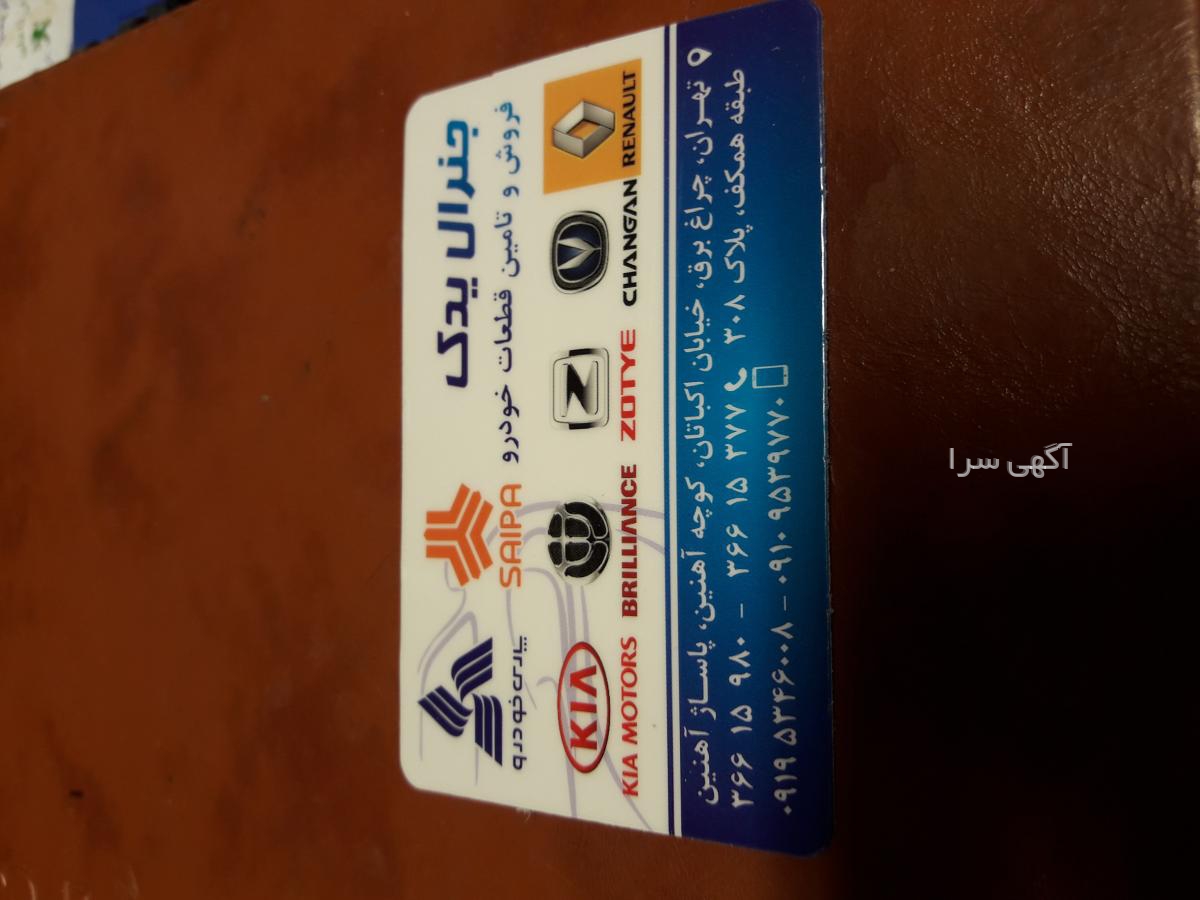 جنرال یدک
فروش و تامین قطعات خودرو
پارس خودرو
SAIPA
KIA
KIA MOTORS
BRILLIANCE
ZOTYE
CHANGAN
RENAULT
تهران، چراغ برق، خیابان اکباتان، کوچه آهنین، پاساژ آهنین
طبقه همکف، پلاک ۳۰۸
۳۶۶ ۱۵ ۹۸۰ - ۳۶۶ ۱۵ ۳۷۷
۰۹۱۹ ۵۳۴۶۰۰۸ - ۰۹۱۰ ۹۵۳۹۷۷۰
آگهی سرا